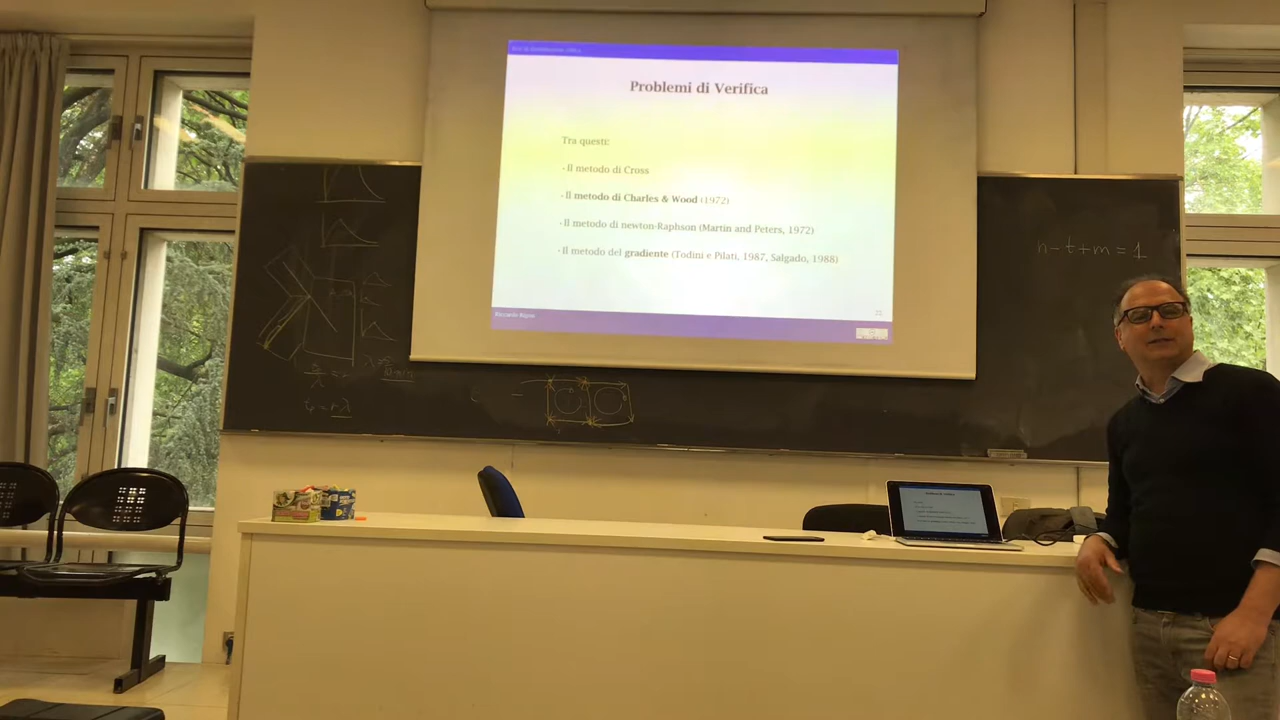 Problemi di Verifica
Tra questi:
- Il metodo di Cross
- Il metodo di Charles & Wood (1972)
- Il metodo di newton-Raphson (Martin and Peters, 1972)
- Il metodo del gradiente (Todini e Pilati, 1987, Salgado, 1988)
n - t + m = 1